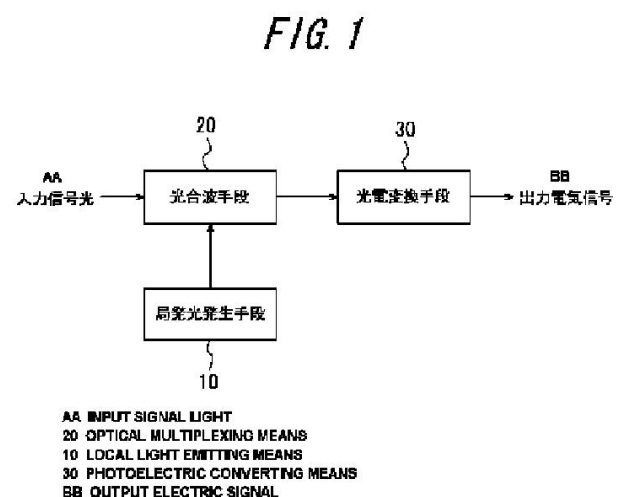 FIG. 1
20
30
AA
BB
入力信号光
光合波手段
光電変換手段
出力電気信号
局発光発生手段
10
AA INPUT SIGNAL LIGHT
20 OPTICAL MULTIPLEXING MEANS
10 LOCAL LIGHT EMITTING MEANS
30 PHOTOELECTRIC CONVERTING MEANS
BB OUTPUT ELECTRIC SIGNAL